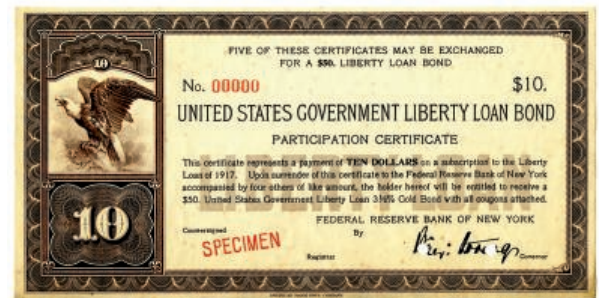 FIVE OF THESE CERTIFICATES MAY BE EXCHANGED
FOR A $50. LIBERTY LOAN BOND
10
No. 00000
$10.
UNITED STATES GOVERNMENT LIBERTY LOAN BOND
PARTICIPATION CERTIFICATE
This certificate represents a payment of TEN DOLLARS on a subscription to the Liberty
Loan of 1917. Upon surrender of this certificate to the Federal Reserve Bank of New York
accompanied by four others of like amount, the holder hereof will be entitled to receive a
$50. United States Government Liberty Loan 3½% Gold Bond with all coupons attached.
10
FEDERAL RESERVE BANK OF NEW YORK
Countersigned
By
SPECIMEN
Registrar
Governor